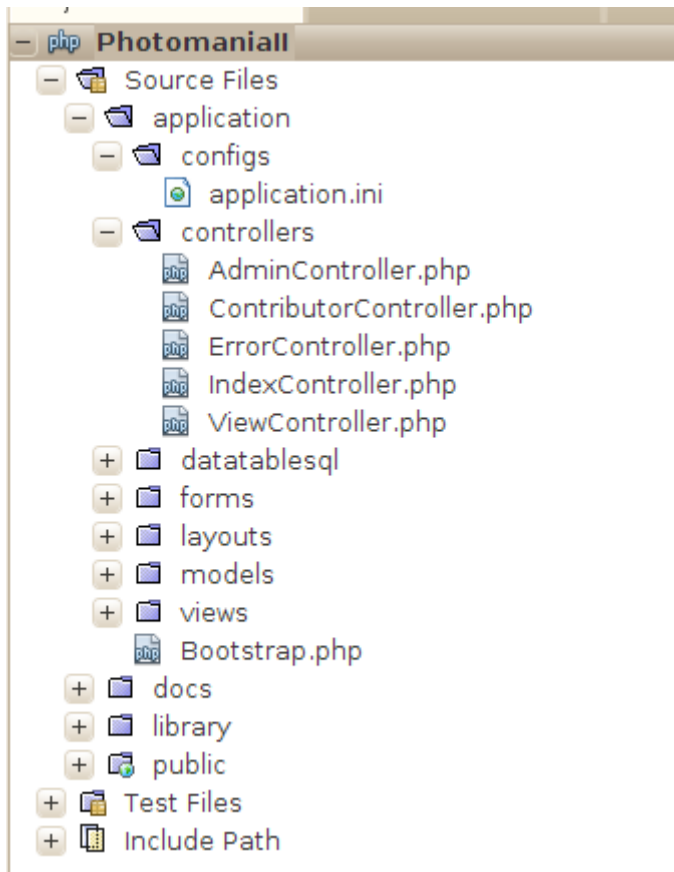 PhotomaniaII
Source Files
application
configs
application.ini
controllers
AdminController.php
ContributorController.php
ErrorController.php
IndexController.php
ViewController.php
datatablesql
forms
layouts
models
views
Bootstrap.php
docs
library
public
Test Files
Include Path